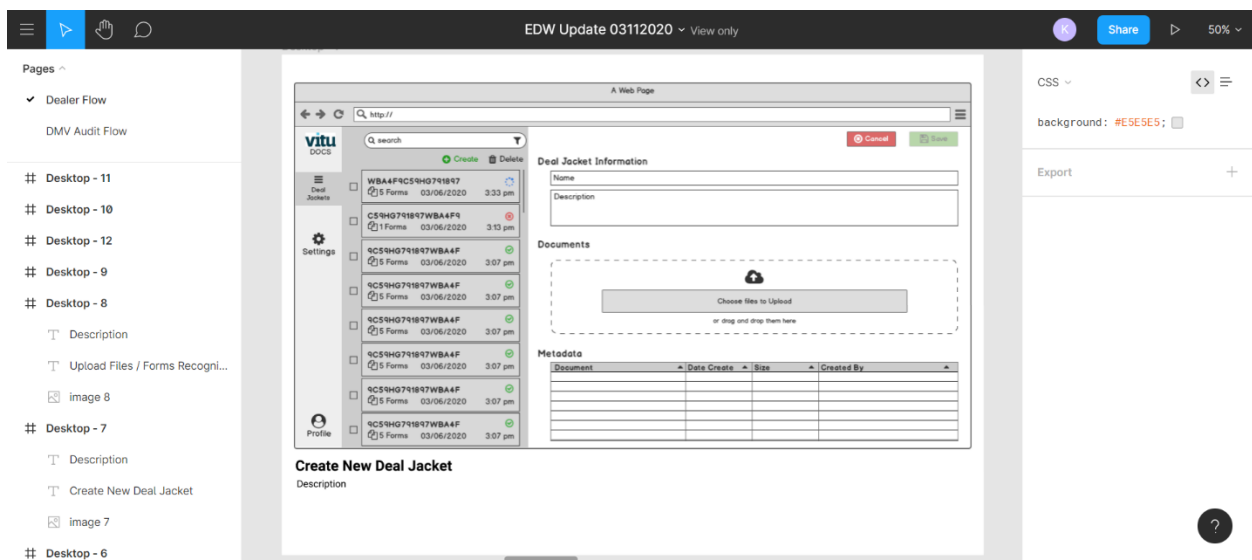 EDW Update 03112020 View only
K
Share
50%
Pages
Dealer Flow
DMV Audit Flow
Desktop - 11
Desktop - 10
Desktop - 12
Desktop - 9
Desktop - 8
Description
Upload Files / Forms Recogni...
image 8
Desktop - 7
Description
Create New Deal Jacket
image 7
Desktop - 6
A Web Page
http://
vitu
DOCS
Deal
Jackets
Settings
Profile
search
Create Delete
WBA4F9C59HG791897
5 Forms 03/06/2020 3:33 pm
C59HG791897WBA4F9
1 Forms 03/06/2020 3:13 pm
9C59HG791897WBA4F
5 Forms 03/06/2020 3:07 pm
9C59HG791897WBA4F
5 Forms 03/06/2020 3:07 pm
9C59HG791897WBA4F
5 Forms 03/06/2020 3:07 pm
9C59HG791897WBA4F
5 Forms 03/06/2020 3:07 pm
9C59HG791897WBA4F
5 Forms 03/06/2020 3:07 pm
9C59HG791897WBA4F
5 Forms 03/06/2020 3:07 pm
Cancel Save
Deal Jacket Information
Name
Description
Documents
Choose files to Upload
or drag and drop them here
Metadata
Document Date Create Size Created By
Create New Deal Jacket
Description
CSS
background: #E5E5E5;
Export
?